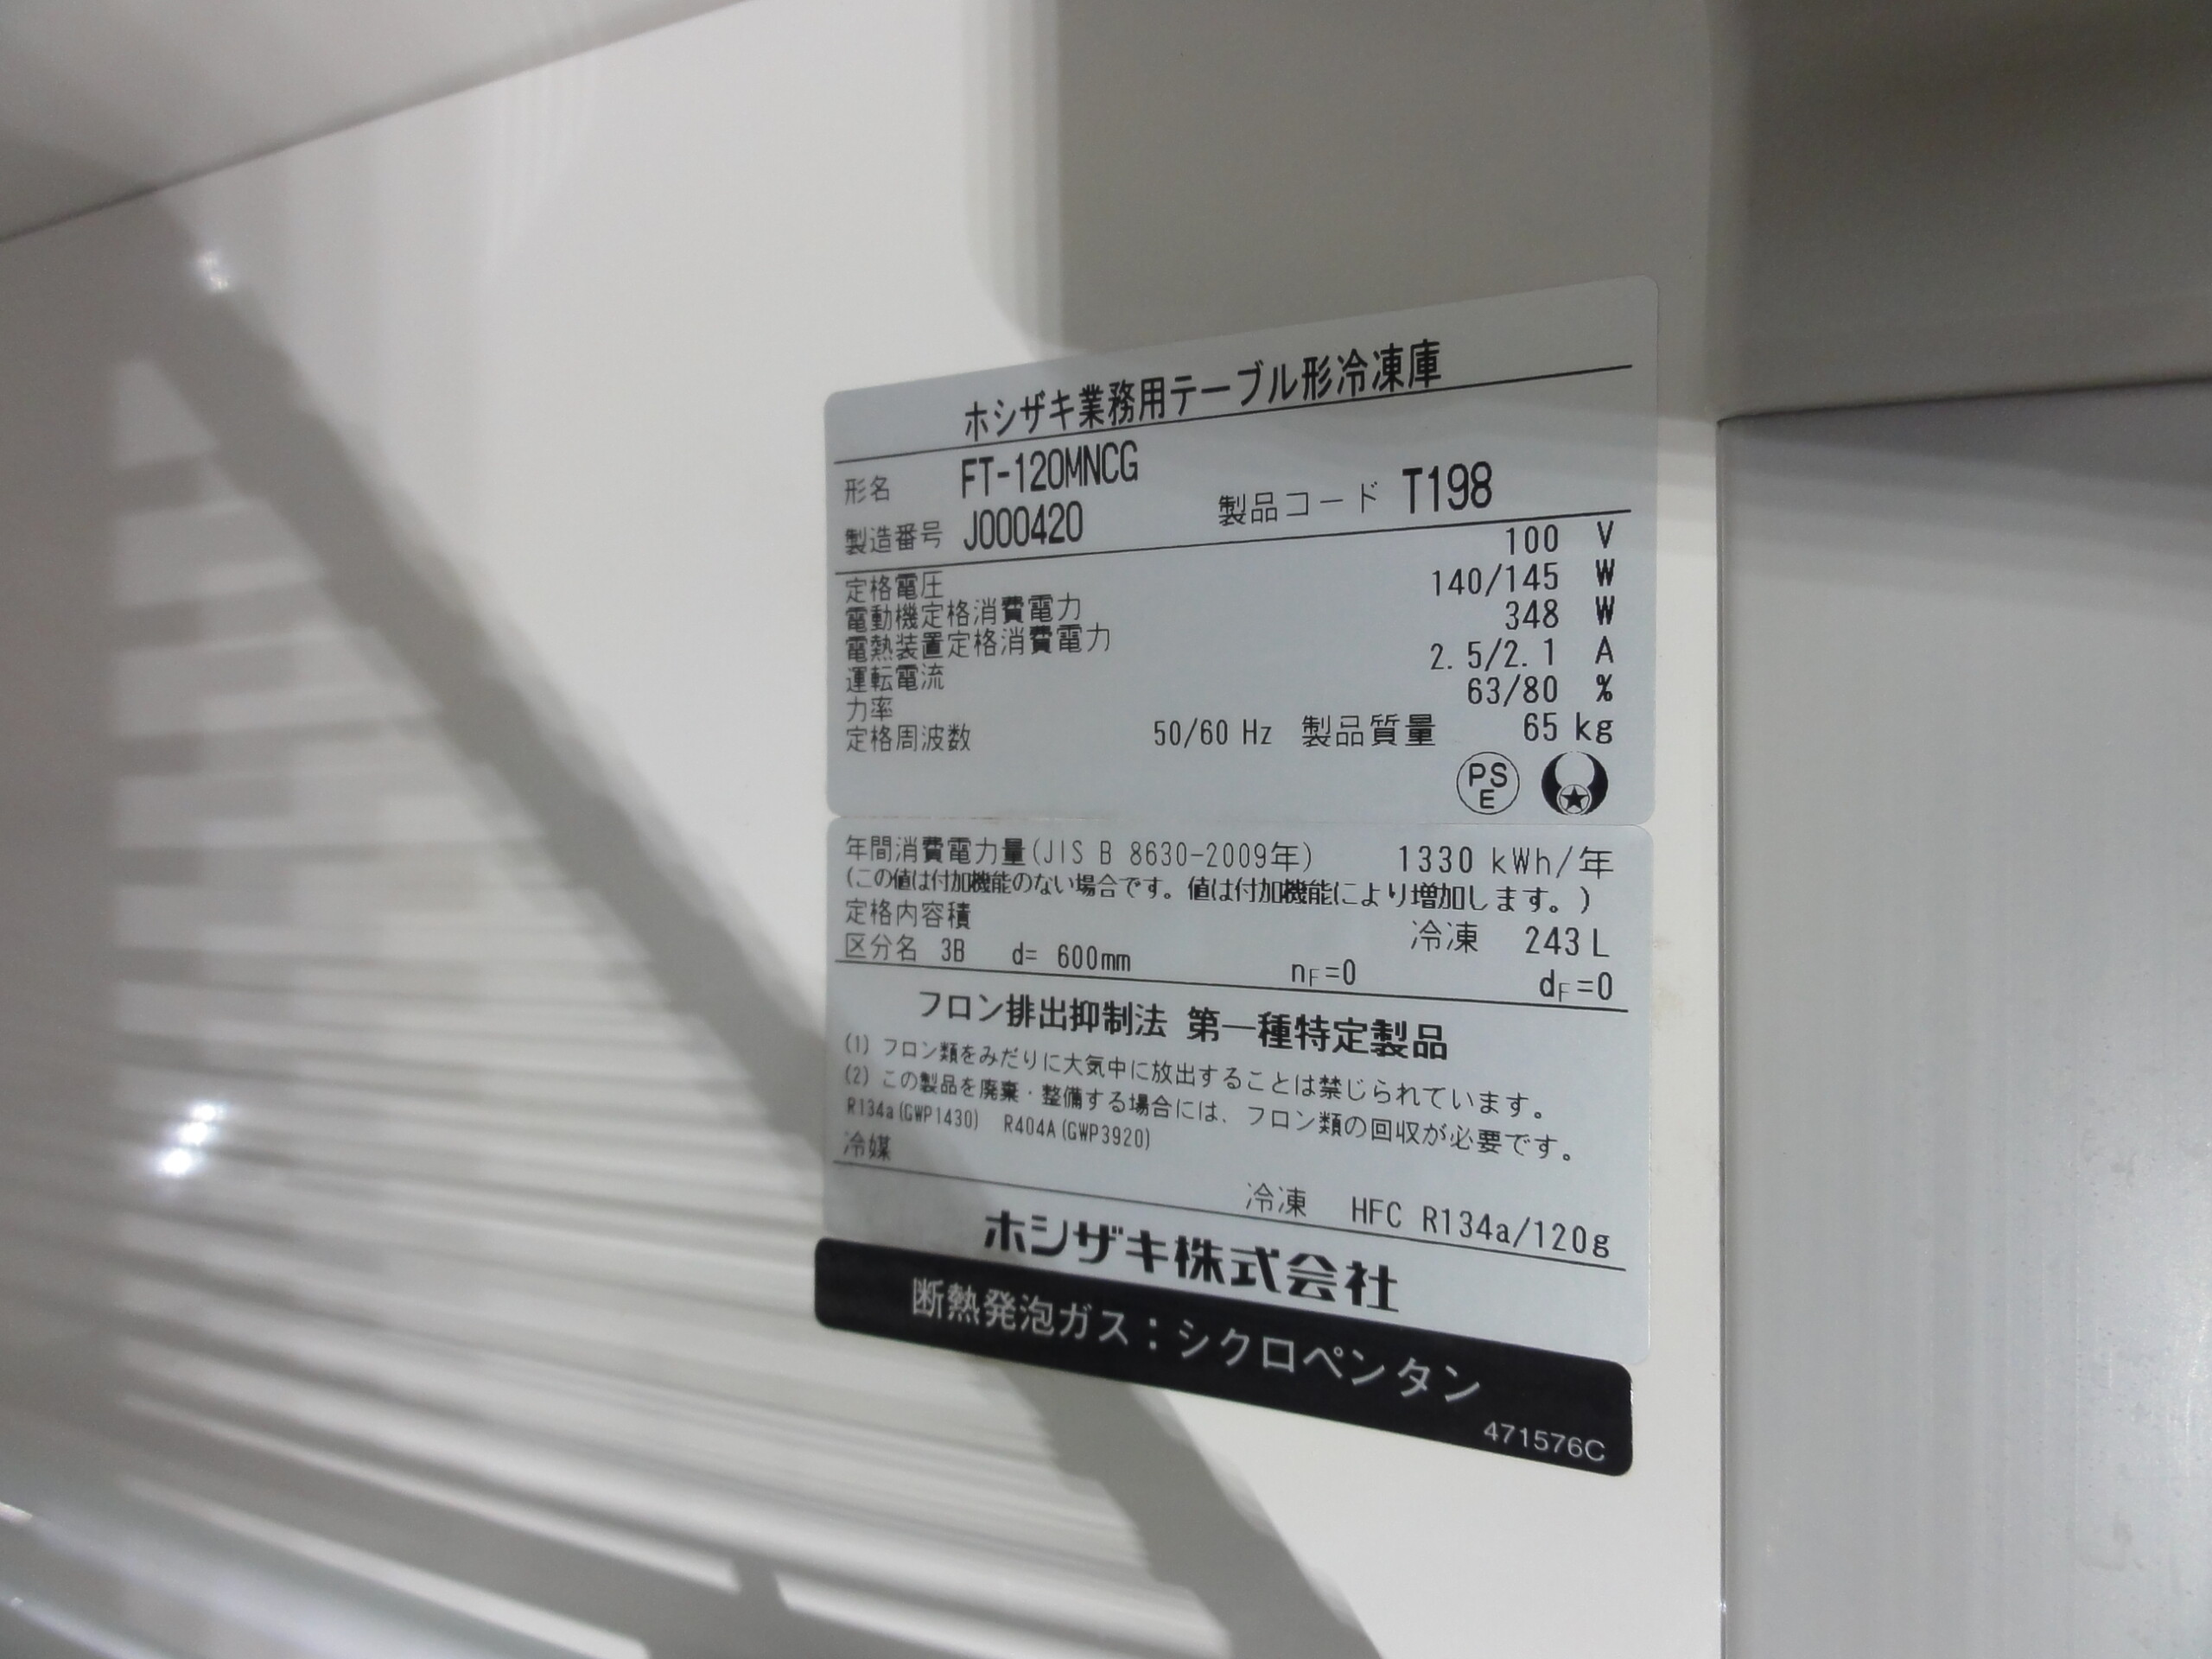 ホシザキ業務用テーブル形冷凍庫
形名 FT-120MNCG
製造番号 J000420 製品コード T198
定格電圧 100 V
電動機定格消費電力 140/145 W
電熱装置定格消費電力 348 W
運転電流 2.5/2.1 A
力率 63/80 %
定格周波数 50/60 Hz 製品質量 65 kg
PS E
年間消費電力量(JIS B 8630-2009年) 1330 kWh/年
(この値は付加機能のない場合です。値は付加機能により増加します。)
定格内容積 冷凍 243 L
区分名 3B d= 600mm nF=0 dF=0
フロン排出抑制法 第一種特定製品
(1) フロン類をみだりに大気中に放出することは禁じられています。
(2) この製品を廃棄・整備する場合には、フロン類の回収が必要です。
R134a(GWP1430) R404A(GWP3920)
冷媒 冷凍 HFC R134a/120g
ホシザキ株式会社
断熱発泡ガス:シクロペンタン
471576C